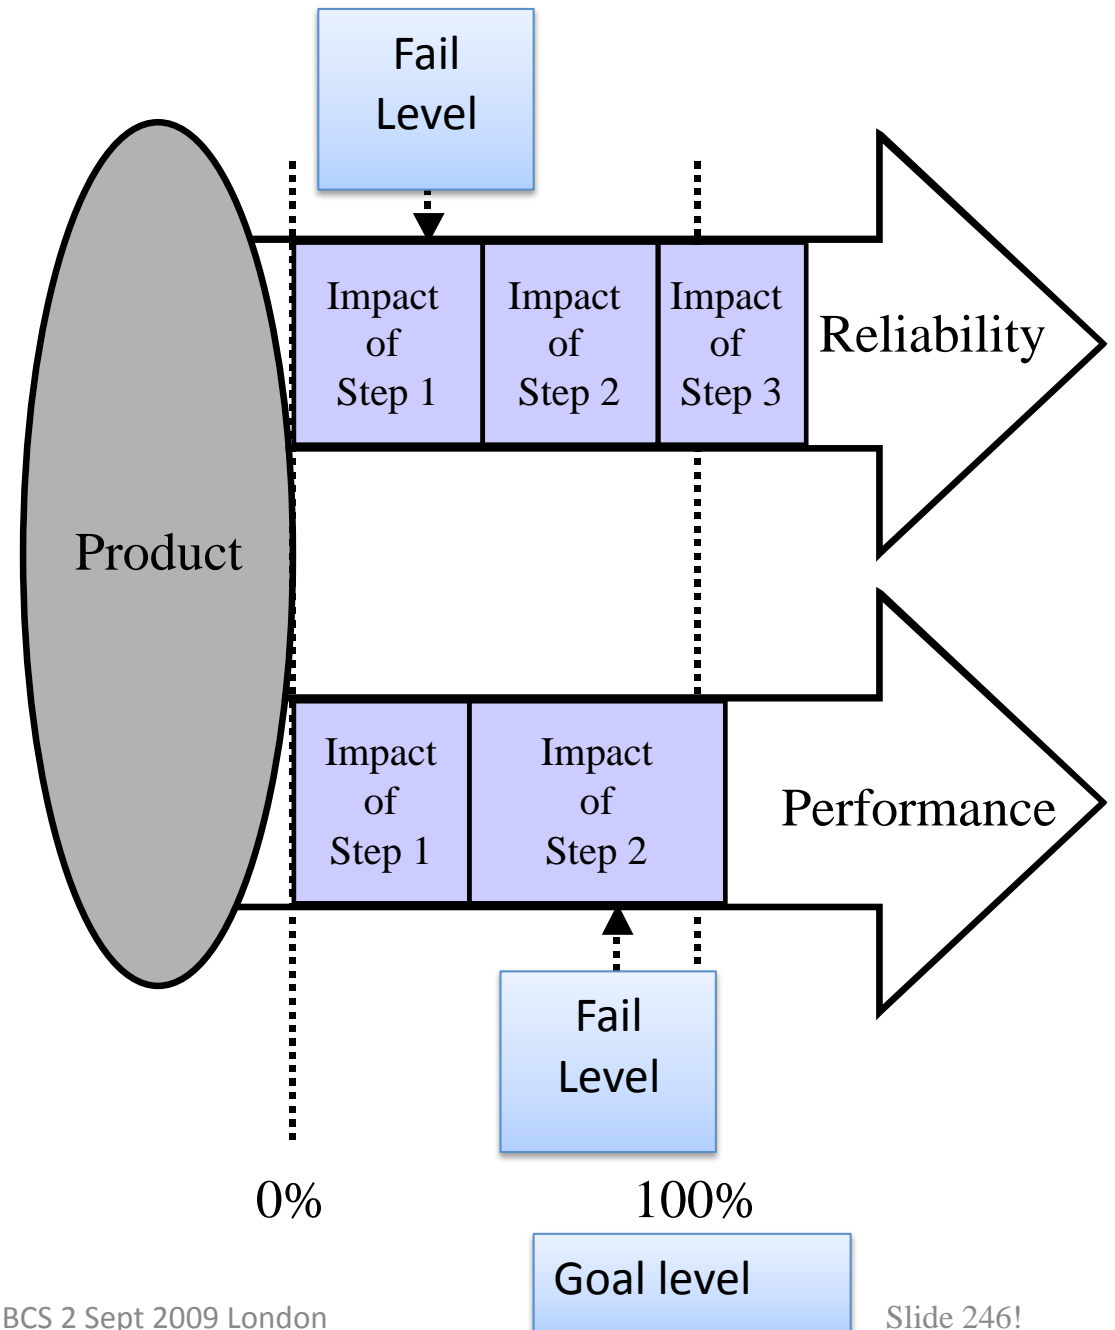 Fail
Level
Impact
of
Step 1
Impact
of
Step 2
Impact
of
Step 3
Reliability
Product
Impact
of
Step 1
Impact
of
Step 2
Performance
Fail
Level
0%
100%
Goal level
BCS 2 Sept 2009 London
Slide 246!